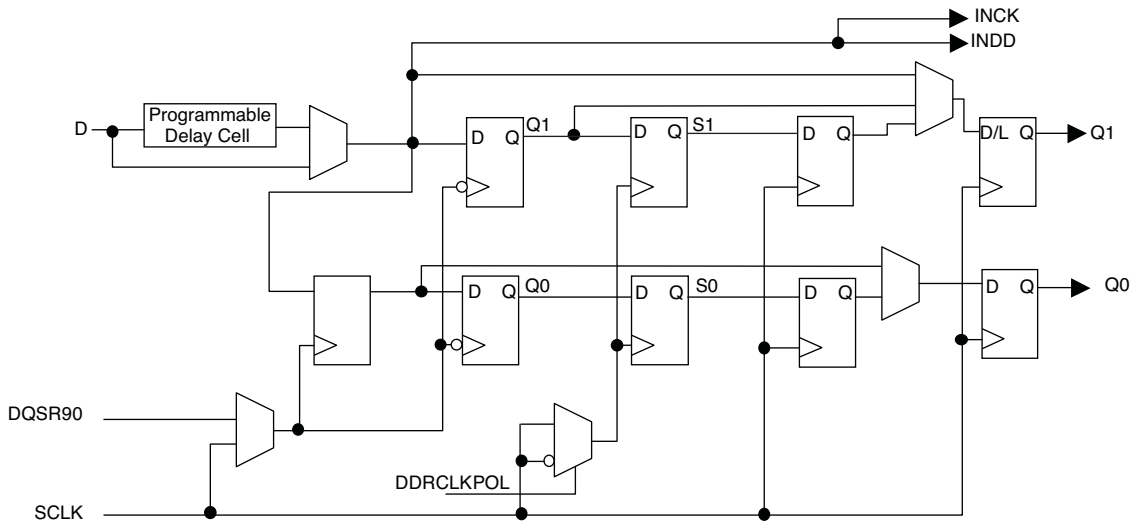 INCK
INDD
Programmable
Delay Cell
D
D Q
Q1
D Q
S1
D Q
D/L Q
Q1
D Q
Q0
D Q
S0
D Q
D Q
Q0
DQSR90
DDRCLKPOL
SCLK